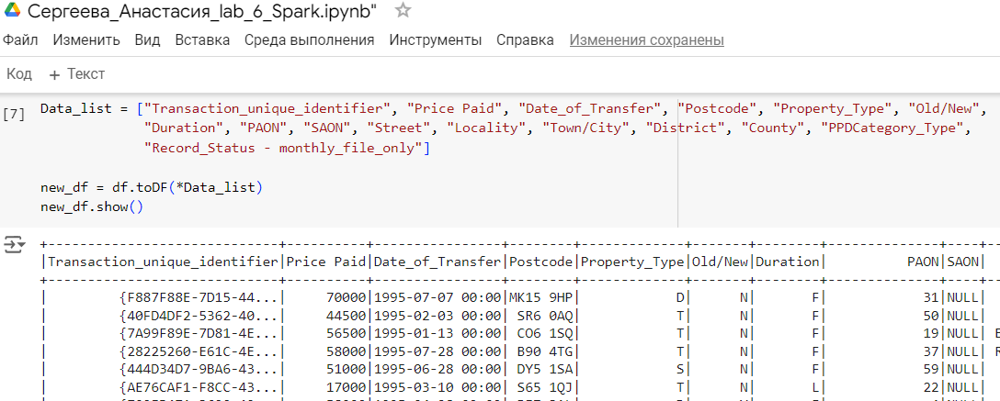 Сергеева_Анастасия_lab_6_Spark.ipynb"
Файл Изменить Вид Вставка Среда выполнения Инструменты Справка Изменения сохранены
Код + Текст
[7] Data_list = ["Transaction_unique_identifier", "Price Paid", "Date_of_Transfer", "Postcode", "Property_Type", "Old/New",
"Duration", "PAON", "SAON", "Street", "Locality", "Town/City", "District", "County", "PPDCategory_Type",
"Record_Status - monthly_file_only"]
new_df = df.toDF(*Data_list)
new_df.show()
+-----------------------------+----------+----------------+--------+-------------+-------+--------+-------------+----+--
|Transaction_unique_identifier|Price Paid|Date_of_Transfer|Postcode|Property_Type|Old/New|Duration|         PAON|SAON|
+-----------------------------+----------+----------------+--------+-------------+-------+--------+-------------+----+--
|         {F887F88E-7D15-44...|     70000|1995-07-07 00:00|MK15 9HP|            D|      N|       F|           31|NULL|
|         {40FD4DF2-5362-40...|     44500|1995-02-03 00:00| SR6 0AQ|            T|      N|       F|           50|NULL|
|         {7A99F89E-7D81-4E...|     56500|1995-01-13 00:00| CO6 1SQ|            T|      N|       F|           19|NULL| E
|         {28225260-E61C-4E...|     58000|1995-07-28 00:00| B90 4TG|            T|      N|       F|           37|NULL| R
|         {444D34D7-9BA6-43...|     51000|1995-06-28 00:00| DY5 1SA|            S|      N|       F|           59|NULL|
|         {AE76CAF1-F8CC-43...|     17000|1995-03-10 00:00| S65 1QJ|            T|      N|       L|           22|NULL|